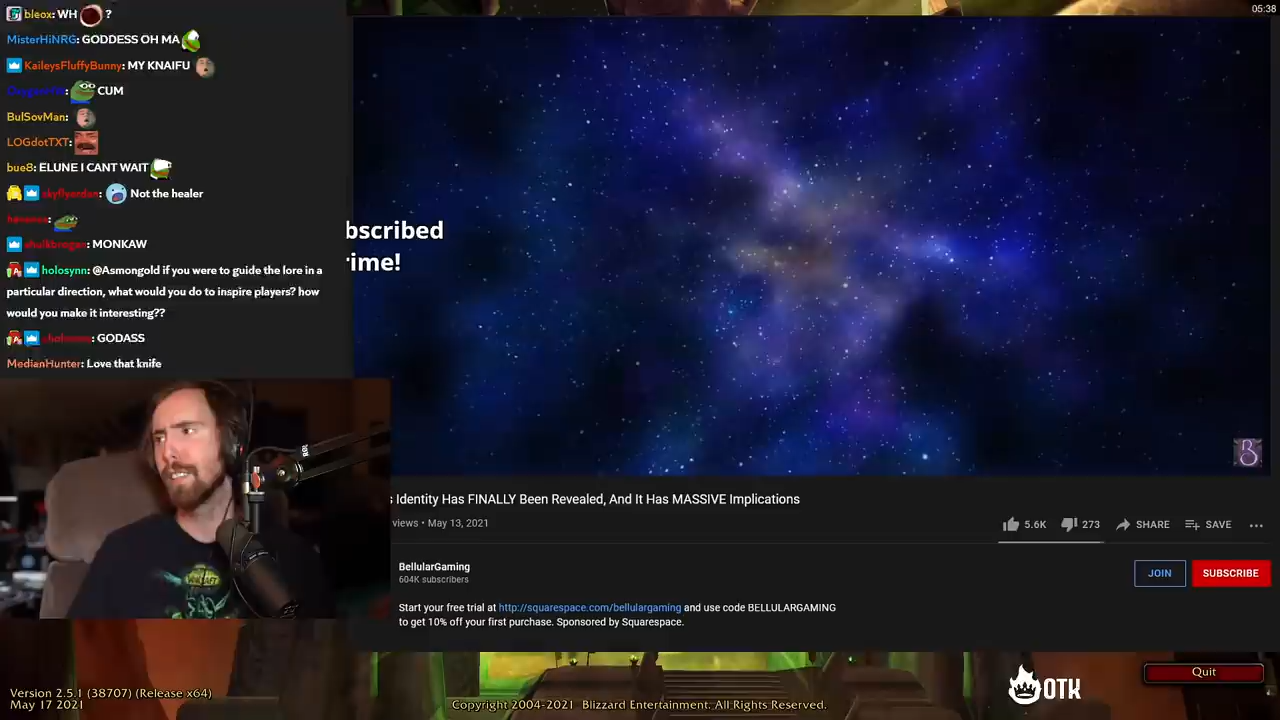 bleox: WH ?
MisterHiNRG: GODDESS OH MA
KaileysFluffyBunny: MY KNAIFU
CUM
BulSovMan:
LOGdotTXT:
bue8: ELUNE I CANT WAIT
skyflyordan: Not the healer
MONKAW
holosynn: @Asmongold if you were to guide the lore in a
particular direction, what would you do to inspire players? how
would you make it interesting??
GODASS
MedianHunter: Love that knife
05:38
bscribed
rime!
B
s Identity Has FINALLY Been Revealed, And It Has MASSIVE Implications
views • May 13, 2021
5.6K
273
SHARE
SAVE
BellularGaming
604K subscribers
JOIN
SUBSCRIBE
Start your free trial at http://squarespace.com/bellulargaming and use code BELLULARGAMING
to get 10% off your first purchase. Sponsored by Squarespace.
Version 2.5.1 (38707) (Release x64)
May 17 2021
Copyright 2004-2021 Blizzard Entertainment. All Rights Reserved.
OTK
Quit